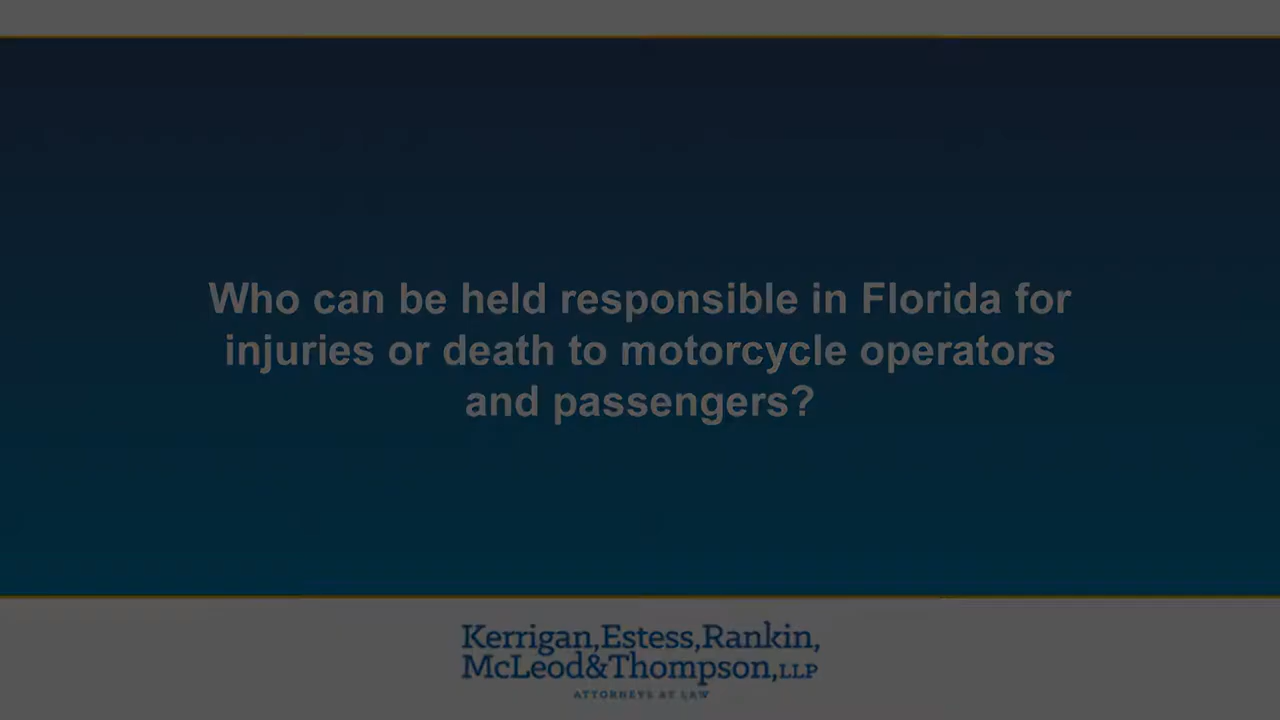 Who can be held responsible in Florida for
injuries or death to motorcycle operators
and passengers?
Kerrigan,Estess,Rankin,
McLeod&Thompson,LLP
ATTORNEYS AT LAW